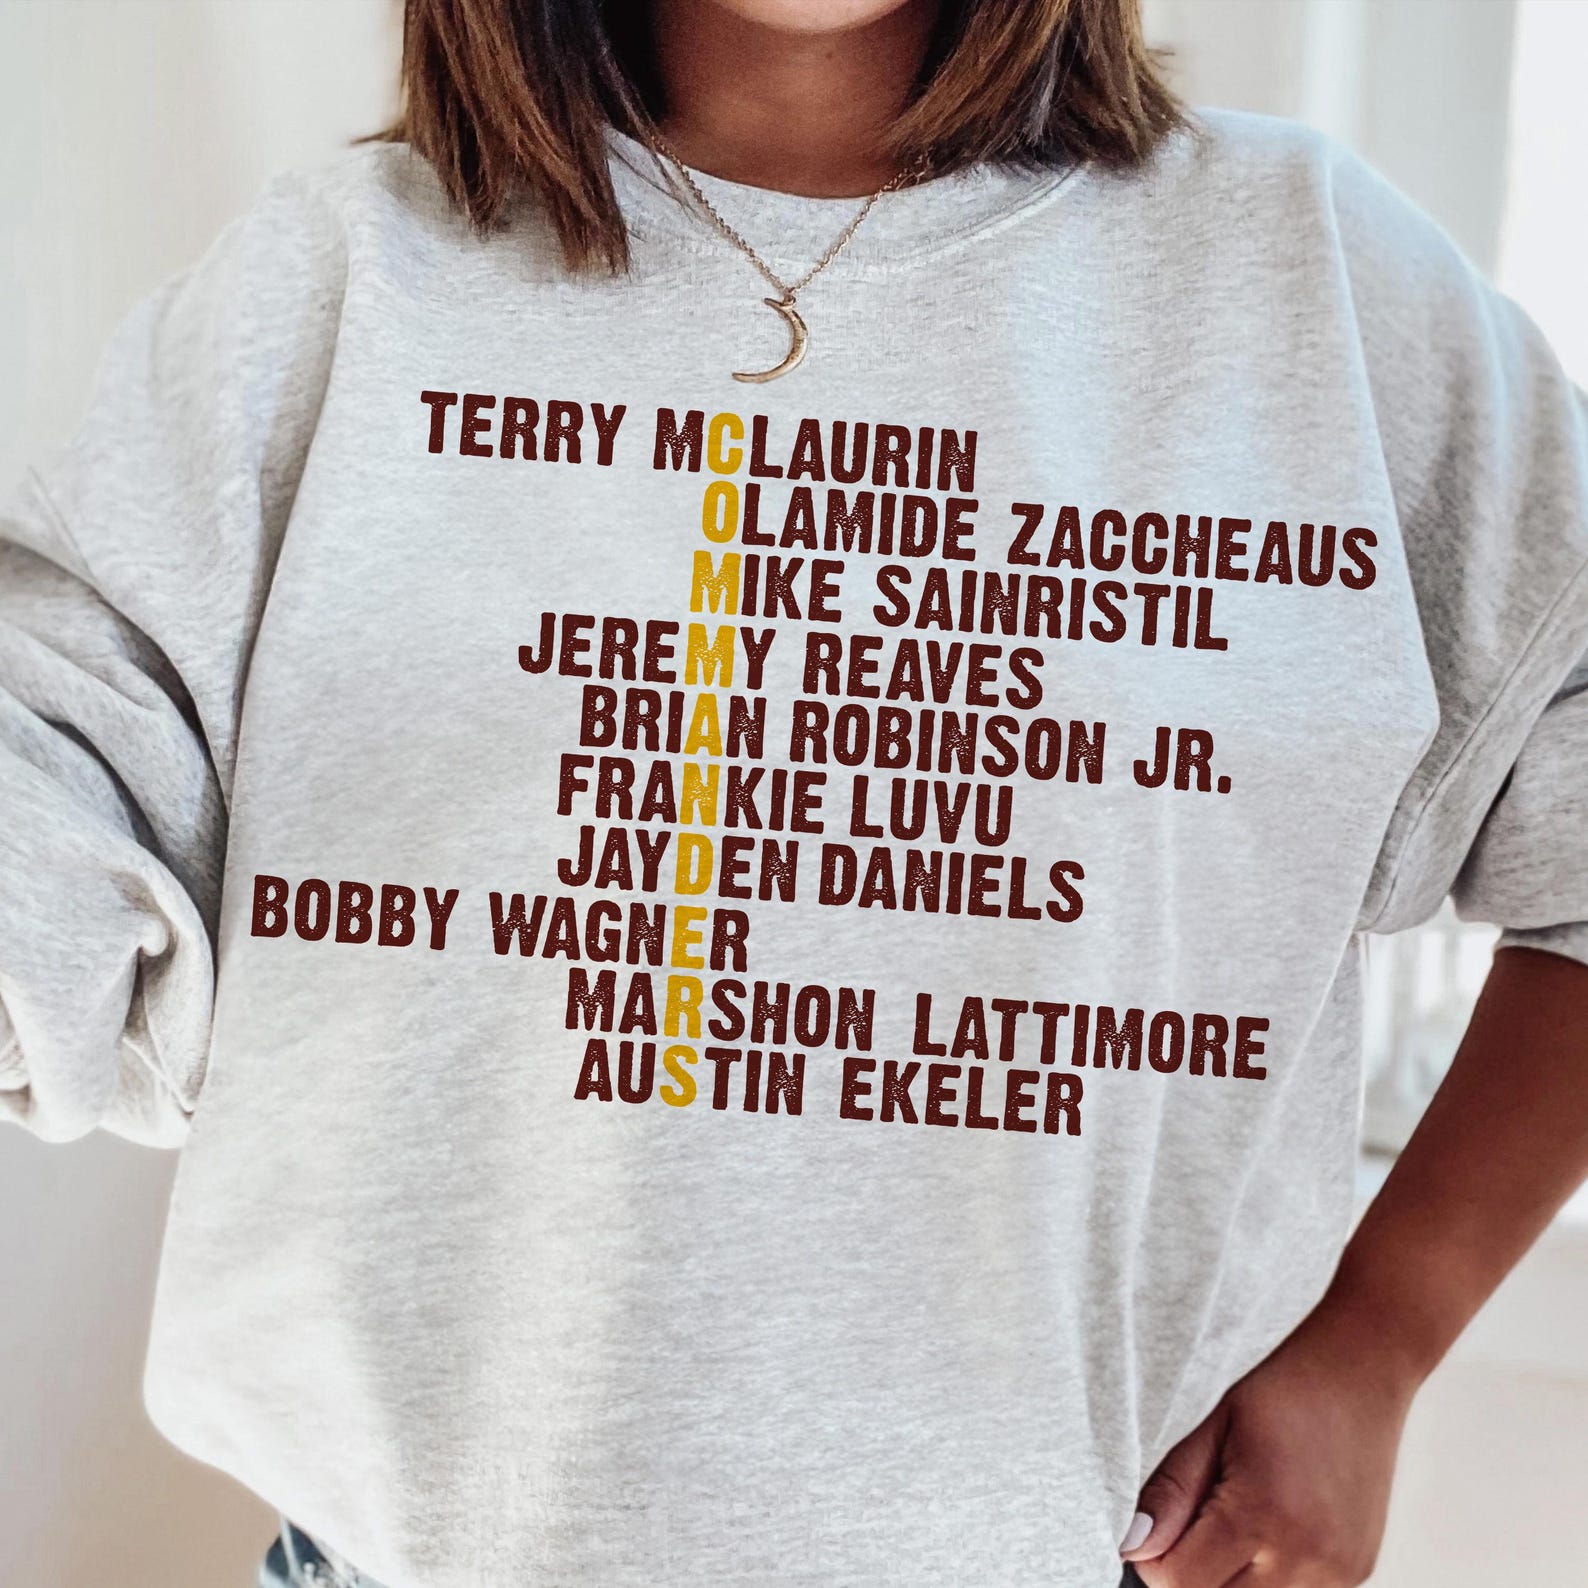 TERRY MCLAURIN
OLAMIDE ZACCHEAUS
MIKE SAINRISTIL
JEREMY REAVES
BRIAN ROBINSON JR.
FRANKIE LUVU
JAYDEN DANIELS
BOBBY WAGNER
MARSHON LATTIMORE
AUSTIN EKELER